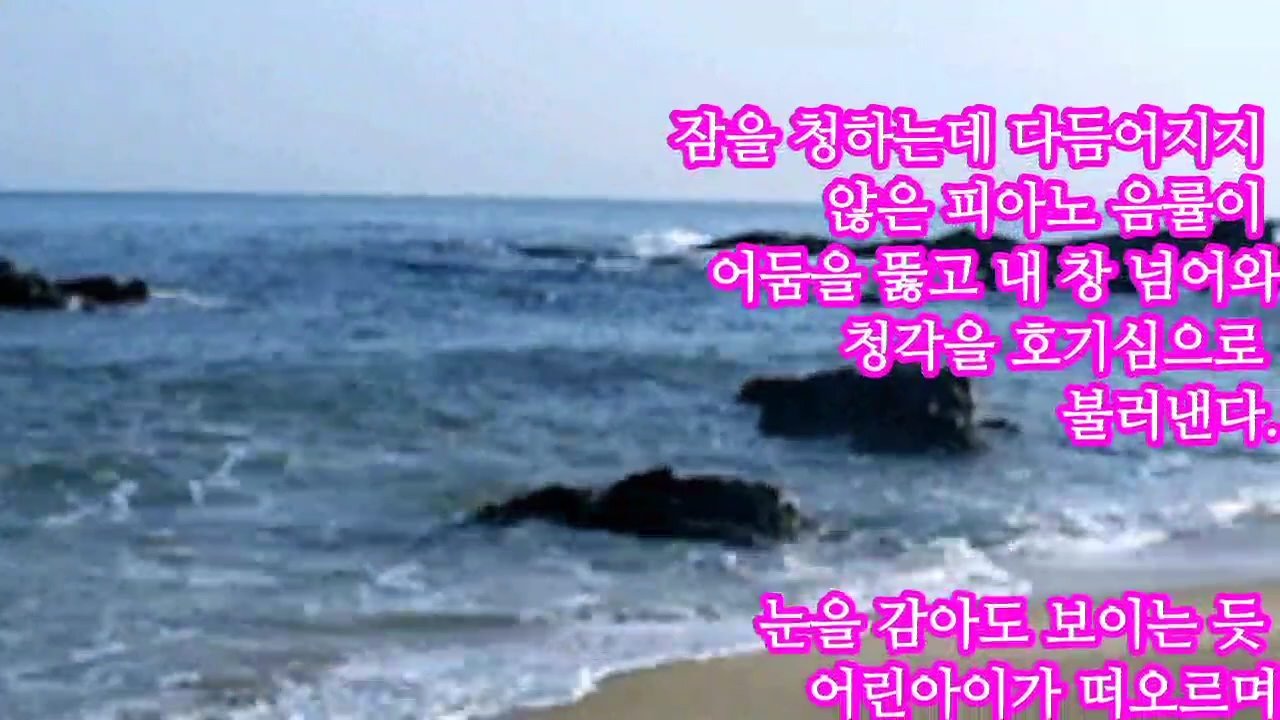 잠을 청하는데 다듬어지지
않은 피아노 음률이
어둠을 뚫고 내 창 넘어와
청각을 호기심으로
불러낸다.
눈을 감아도 보이는 듯
어린아이가 떠오르며